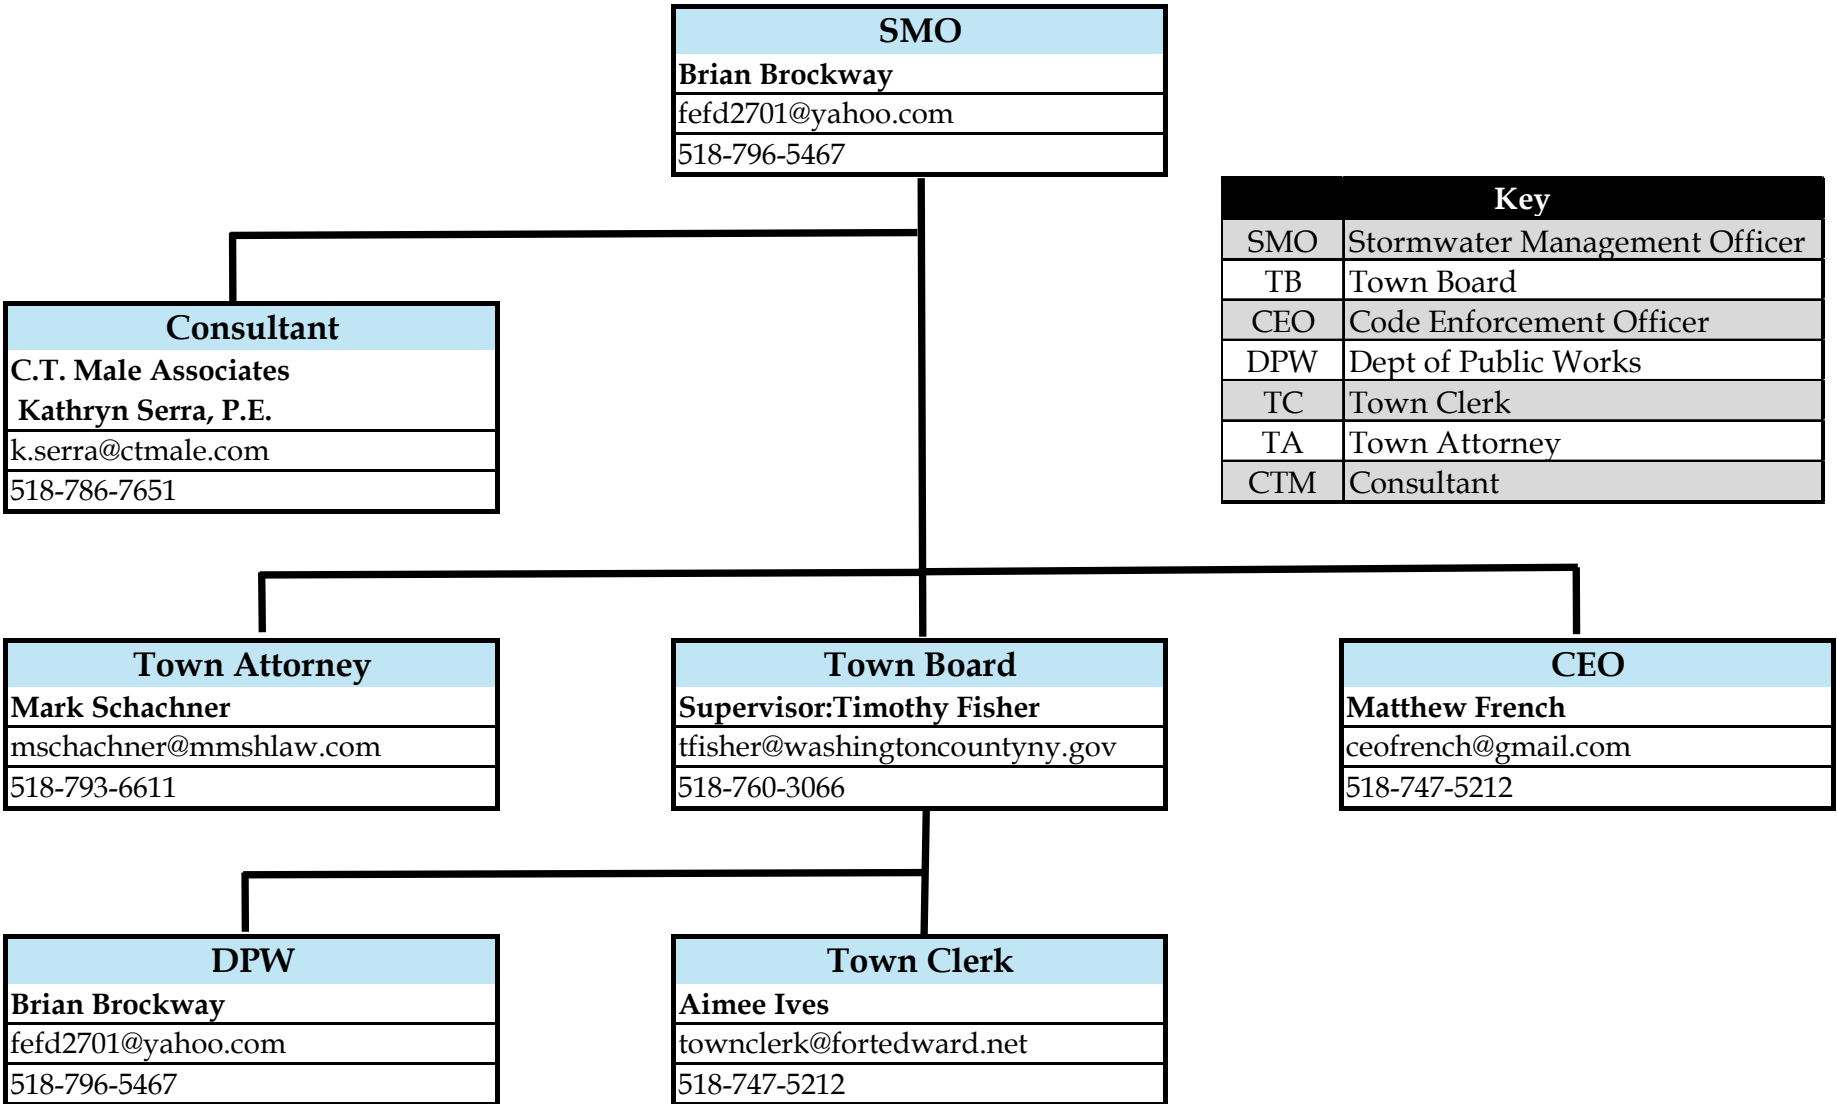 SMO
Brian Brockway
fefd2701@yahoo.com
518-796-5467
Key
SMO Stormwater Management Officer
TB Town Board
CEO Code Enforcement Officer
DPW Dept of Public Works
TC Town Clerk
TA Town Attorney
CTM Consultant
Consultant
C.T. Male Associates
Kathryn Serra, P.E.
k.serra@ctmale.com
518-786-7651
Town Attorney
Mark Schachner
mschachner@mmshlaw.com
518-793-6611
Town Board
Supervisor:Timothy Fisher
tfisher@washingtoncountyny.gov
518-760-3066
CEO
Matthew French
ceofrench@gmail.com
518-747-5212
DPW
Brian Brockway
fefd2701@yahoo.com
518-796-5467
Town Clerk
Aimee Ives
townclerk@fortedward.net
518-747-5212